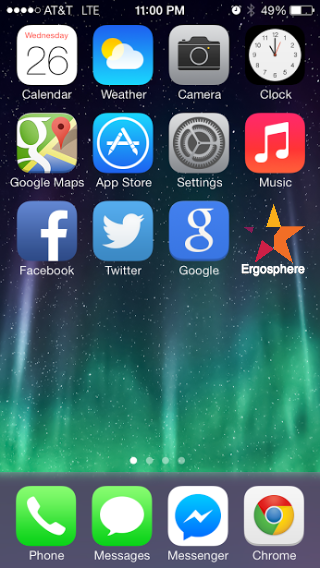 AT&T LTE 11:00 PM 49%
Wednesday
26
Calendar Weather Camera Clock
Google Maps App Store Settings Music
Facebook Twitter Google Ergosphere
Phone Messages Messenger Chrome